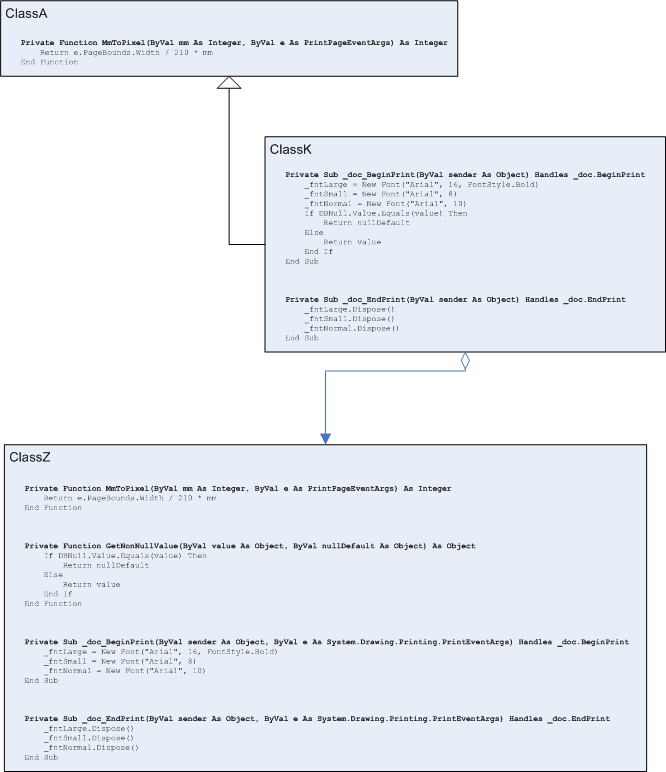 ClassA
Private Function MmToPixel(ByVal mm As Integer, ByVal e As PrintPageEventArgs) As Integer
Return e.PageBounds.Width / 210 * mm
End Function
ClassK
Private Sub _doc_BeginPrint(ByVal sender As Object) Handles _doc.BeginPrint
_fntLarge = New Font("Arial", 16, FontStyle.Bold)
_fntSmall = New Font("Arial", 8)
_fntNormal = New Font("Arial", 10)
If DBNull.Value.Equals(value) Then
Return nullDefault
Else
Return value
End If
End Sub
Private Sub _doc_EndPrint(ByVal sender As Object) Handles _doc.EndPrint
_fntLarge.Dispose()
_fntSmall.Dispose()
_fntNormal.Dispose()
End Sub
ClassZ
Private Function MmToPixel(ByVal mm As Integer, ByVal e As PrintPageEventArgs) As Integer
Return e.PageBounds.Width / 210 * mm
End Function
Private Function GetNonNullValue(ByVal value As Object, ByVal nullDefault As Object) As Object
If DBNull.Value.Equals(value) Then
Return nullDefault
Else
Return value
End If
End Function
Private Sub _doc_BeginPrint(ByVal sender As Object, ByVal e As System.Drawing.Printing.PrintEventArgs) Handles _doc.BeginPrint
_fntLarge = New Font("Arial", 16, FontStyle.Bold)
_fntSmall = New Font("Arial", 8)
_fntNormal = New Font("Arial", 10)
End Sub
Private Sub _doc_EndPrint(ByVal sender As Object, ByVal e As System.Drawing.Printing.PrintEventArgs) Handles _doc.EndPrint
_fntLarge.Dispose()
_fntSmall.Dispose()
_fntNormal.Dispose()
End Sub